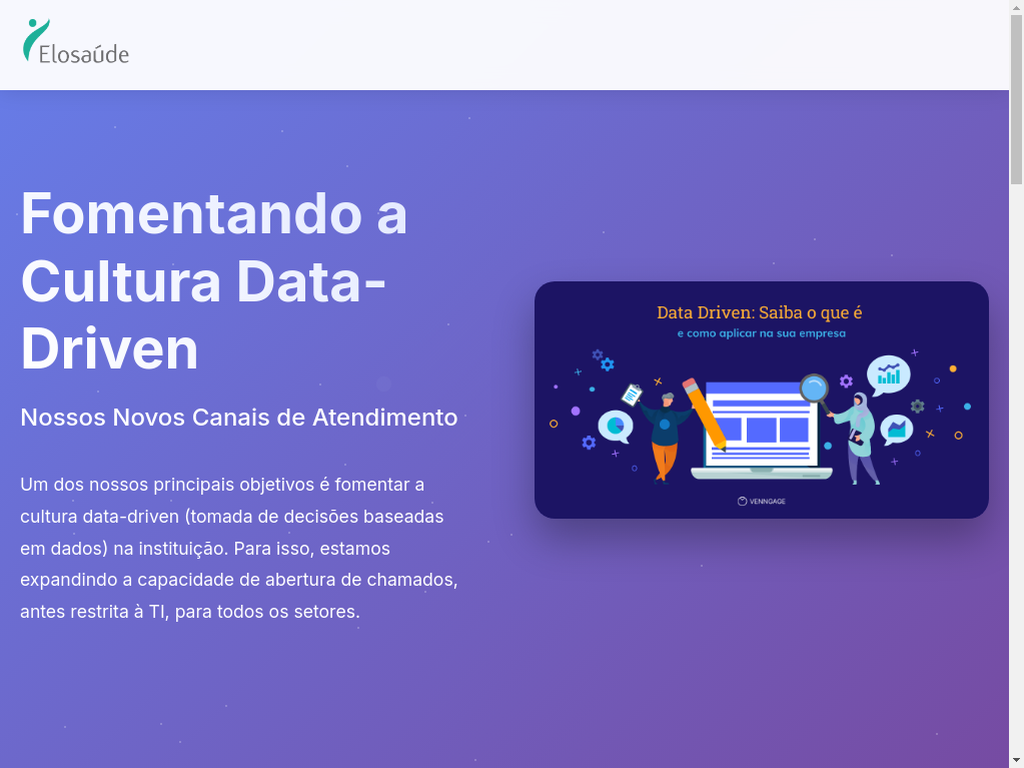 Elosaúde
Fomentando a
Cultura Data-
Driven
Nossos Novos Canais de Atendimento
Um dos nossos principais objetivos é fomentar a
cultura data-driven (tomada de decisões baseadas
em dados) na instituição. Para isso, estamos
expandindo a capacidade de abertura de chamados,
antes restrita à TI, para todos os setores.
Data Driven: Saiba o que é
e como aplicar na sua empresa
VENNGAGE